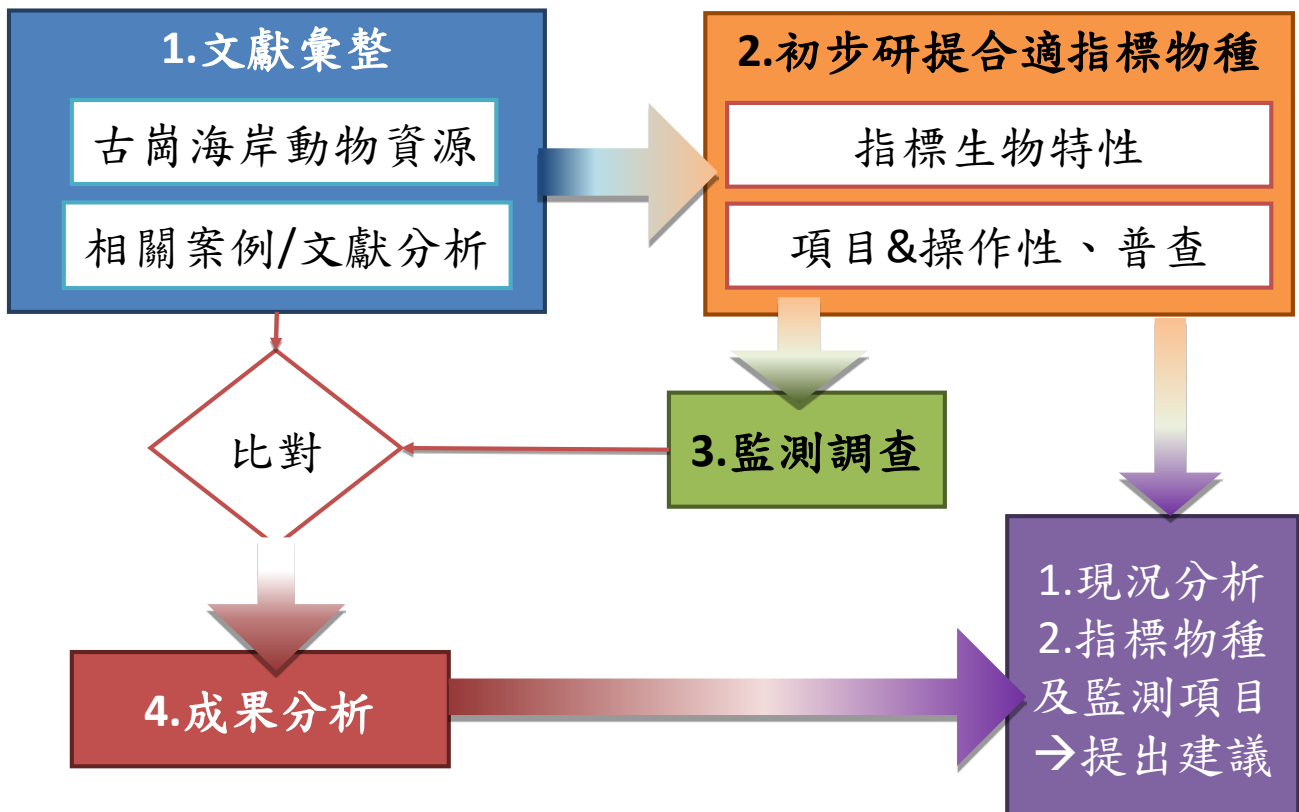 1.文獻彙整
古崗海岸動物資源
相關案例/文獻分析
2.初步研提合適指標物種
指標生物特性
項目&操作性、普查
比對
3.監測調查
4.成果分析
1.現況分析
2.指標物種
及監測項目
→提出建議